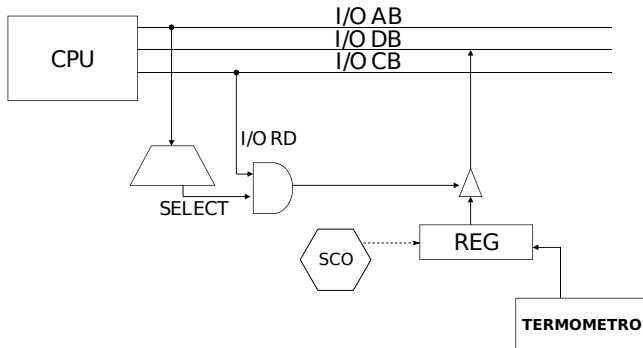 I/O AB
I/O DB
I/O CB
CPU
I/O RD
SELECT
REG
SCO
TERMOMETRO